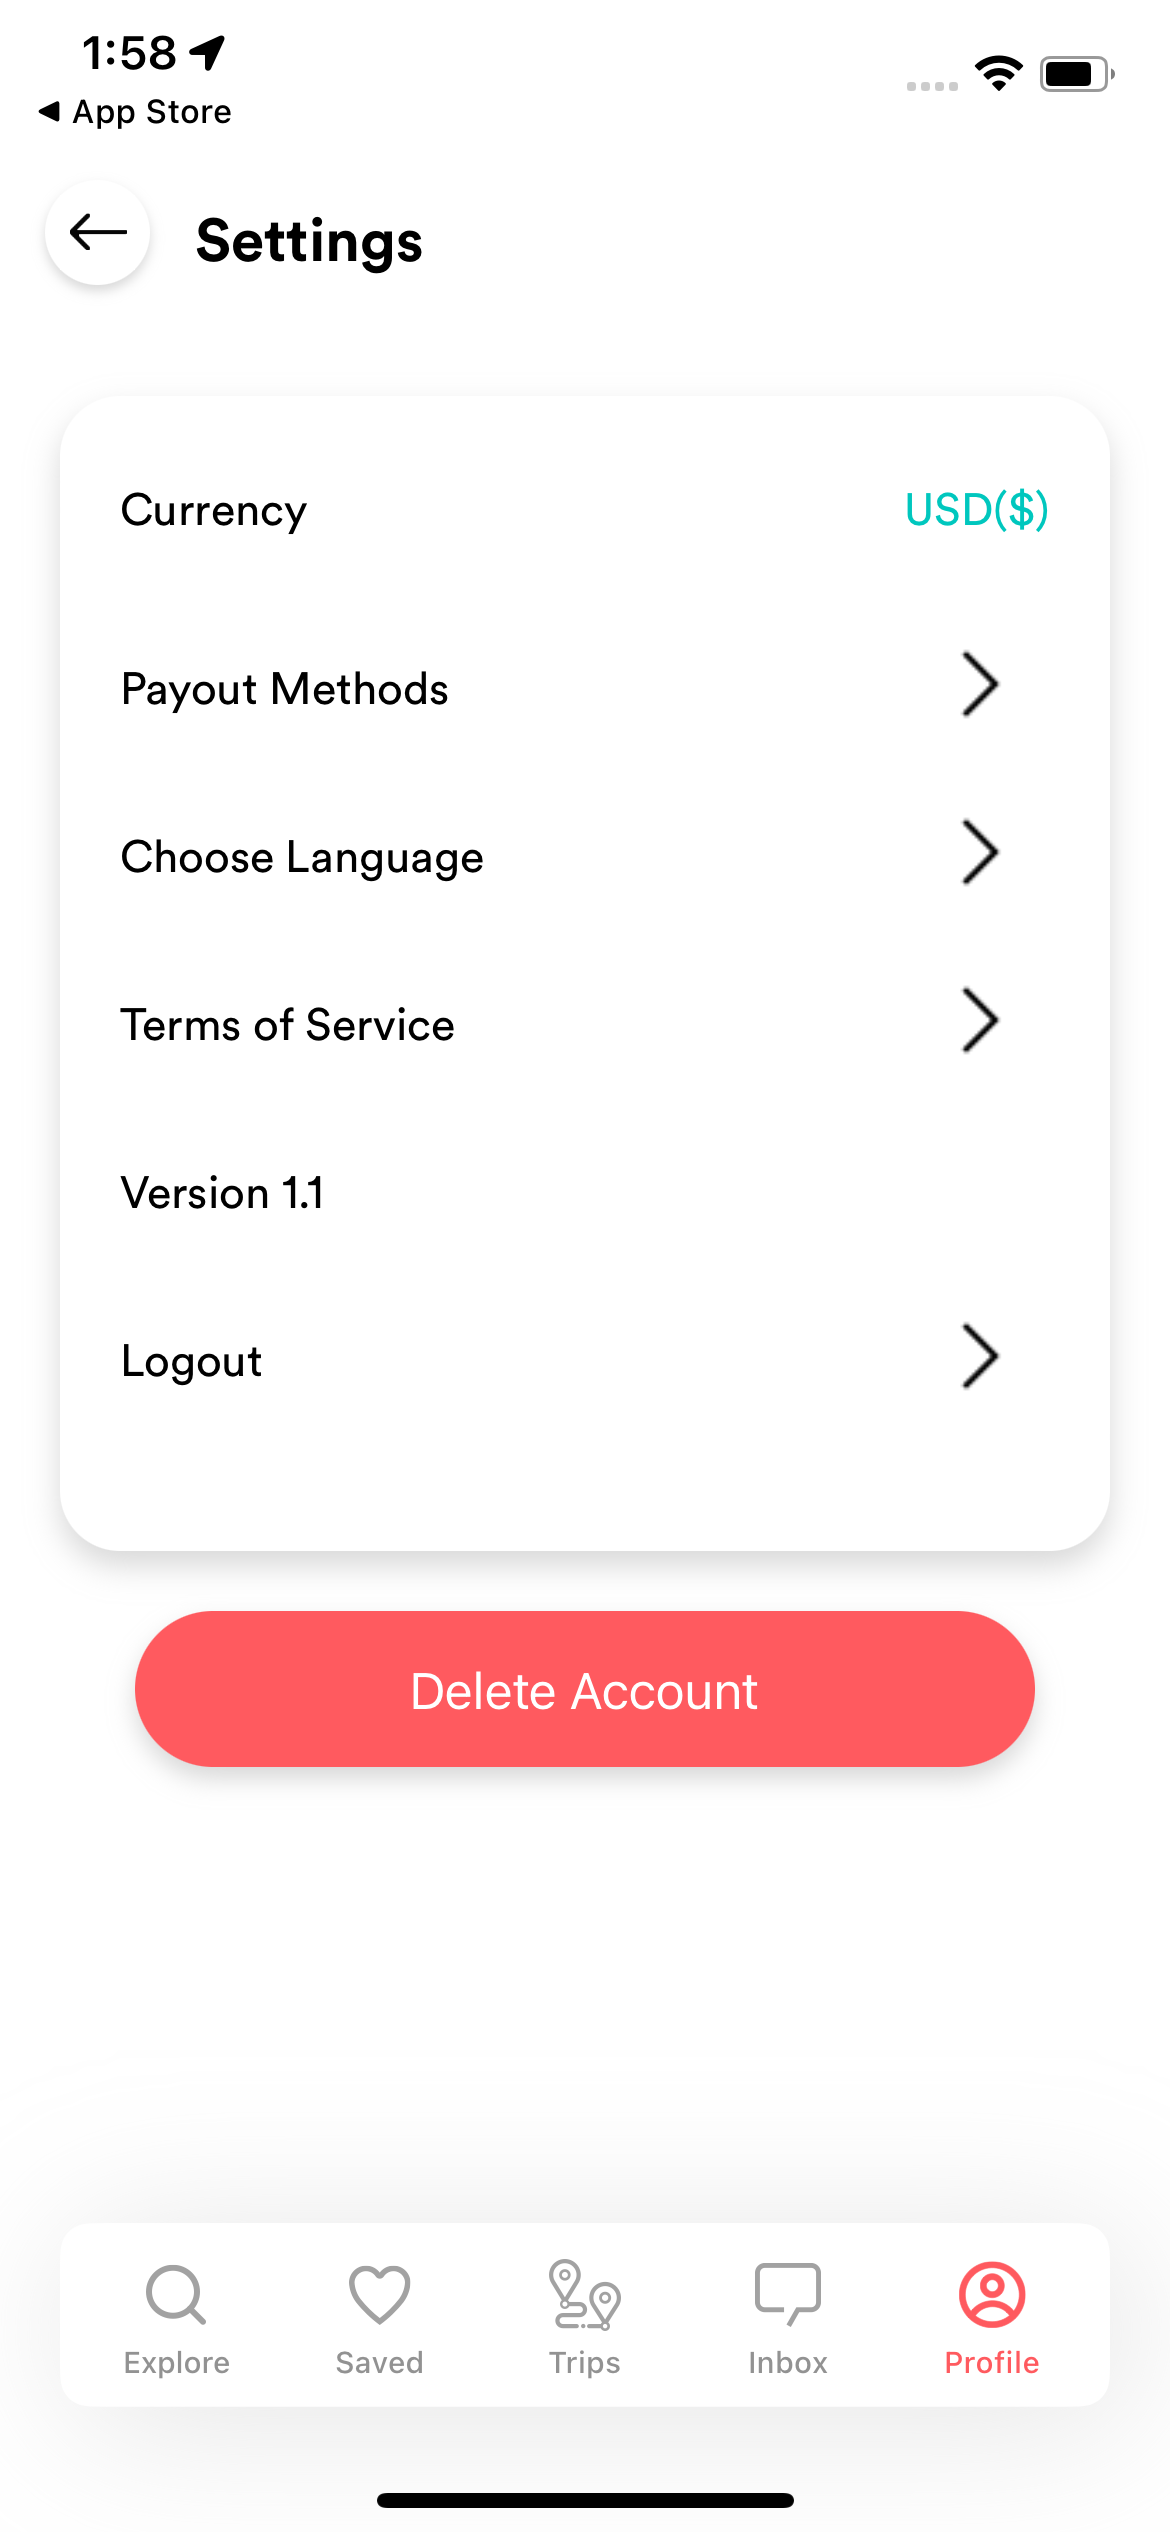 1:58
App Store
Settings
Currency USD($)
Payout Methods
Choose Language
Terms of Service
Version 1.1
Logout
Delete Account
Explore Saved Trips Inbox Profile